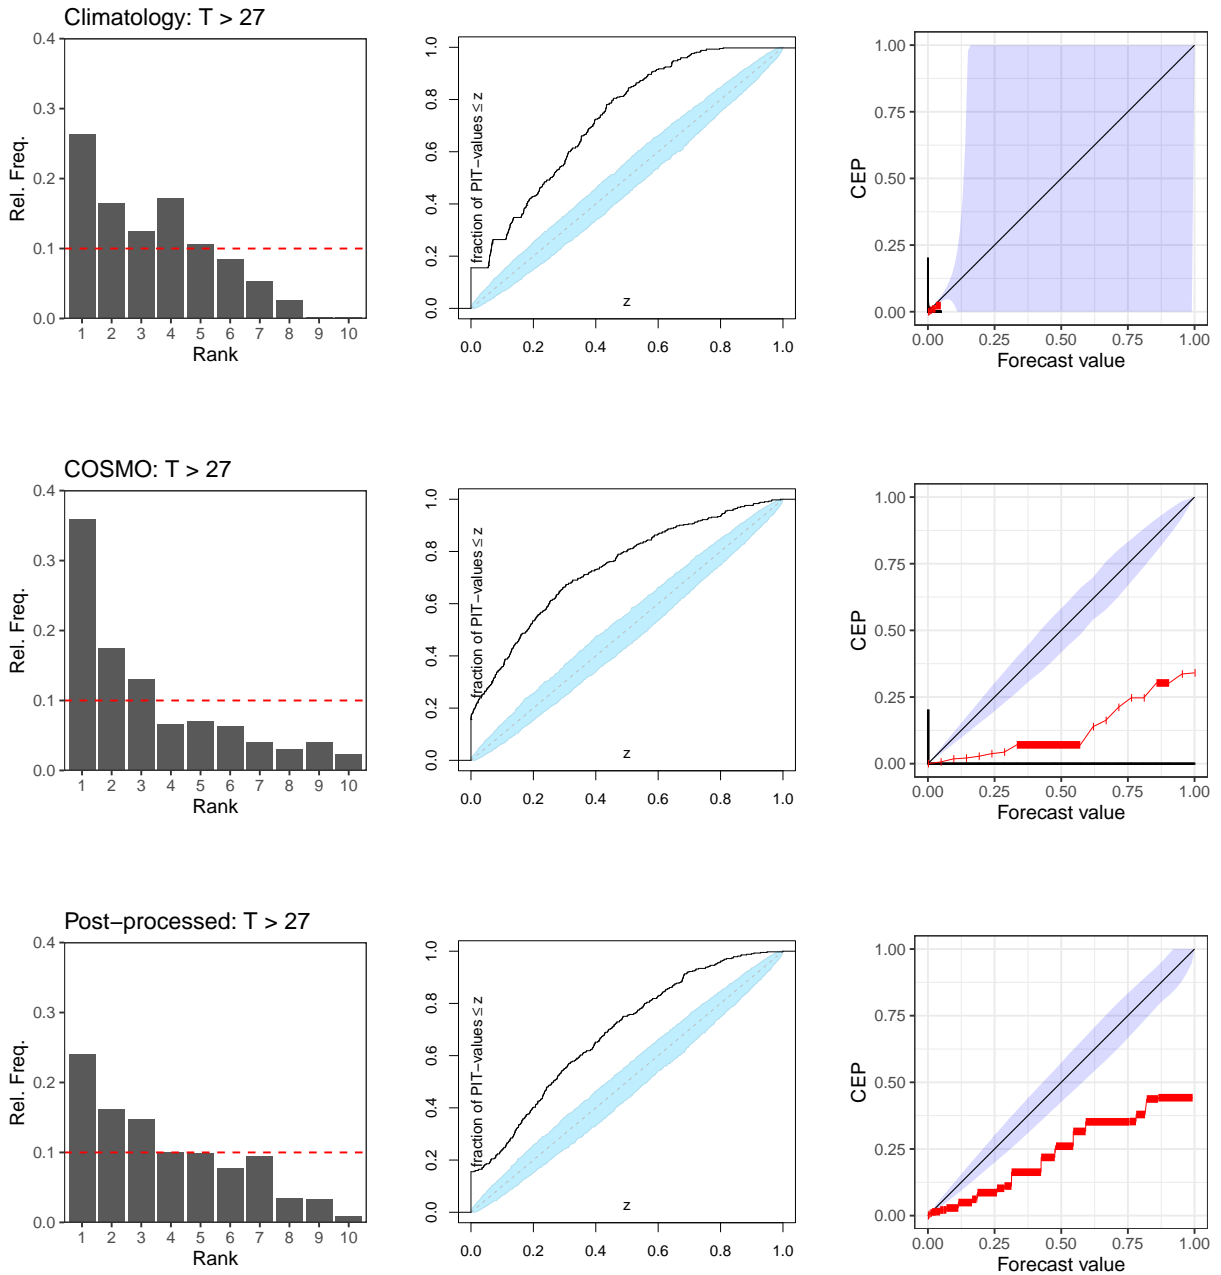 Climatology: T > 27
0.4
0.3
0.2
0.1
0.0
Rel. Freq.
1 2 3 4 5 6 7 8 9 10
Rank
1.0
0.8
0.6
0.4
0.2
0.0
fraction of PIT−values ≤ z
z
0.0 0.2 0.4 0.6 0.8 1.0
1.00
0.75
0.50
0.25
0.00
CEP
0.00 0.25 0.50 0.75 1.00
Forecast value
COSMO: T > 27
0.4
0.3
0.2
0.1
0.0
Rel. Freq.
1 2 3 4 5 6 7 8 9 10
Rank
1.0
0.8
0.6
0.4
0.2
0.0
fraction of PIT−values ≤ z
z
0.0 0.2 0.4 0.6 0.8 1.0
1.00
0.75
0.50
0.25
0.00
CEP
0.00 0.25 0.50 0.75 1.00
Forecast value
Post−processed: T > 27
0.4
0.3
0.2
0.1
0.0
Rel. Freq.
1 2 3 4 5 6 7 8 9 10
Rank
1.0
0.8
0.6
0.4
0.2
0.0
fraction of PIT−values ≤ z
z
0.0 0.2 0.4 0.6 0.8 1.0
1.00
0.75
0.50
0.25
0.00
CEP
0.00 0.25 0.50 0.75 1.00
Forecast value